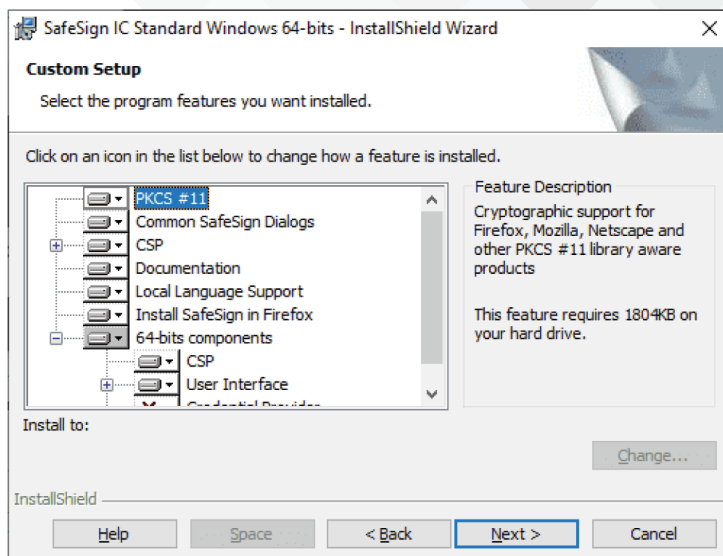 SafeSign IC Standard Windows 64-bits - InstallShield Wizard
Custom Setup
Select the program features you want installed.
Click on an icon in the list below to change how a feature is installed.
PKCS #11
Common SafeSign Dialogs
CSP
Documentation
Local Language Support
Install SafeSign in Firefox
64-bits components
CSP
User Interface
Credential Provider
Feature Description
Cryptographic support for
Firefox, Mozilla, Netscape and
other PKCS #11 library aware
products
This feature requires 1804KB on
your hard drive.
Install to:
Change...
InstallShield
Help
Space
< Back
Next >
Cancel